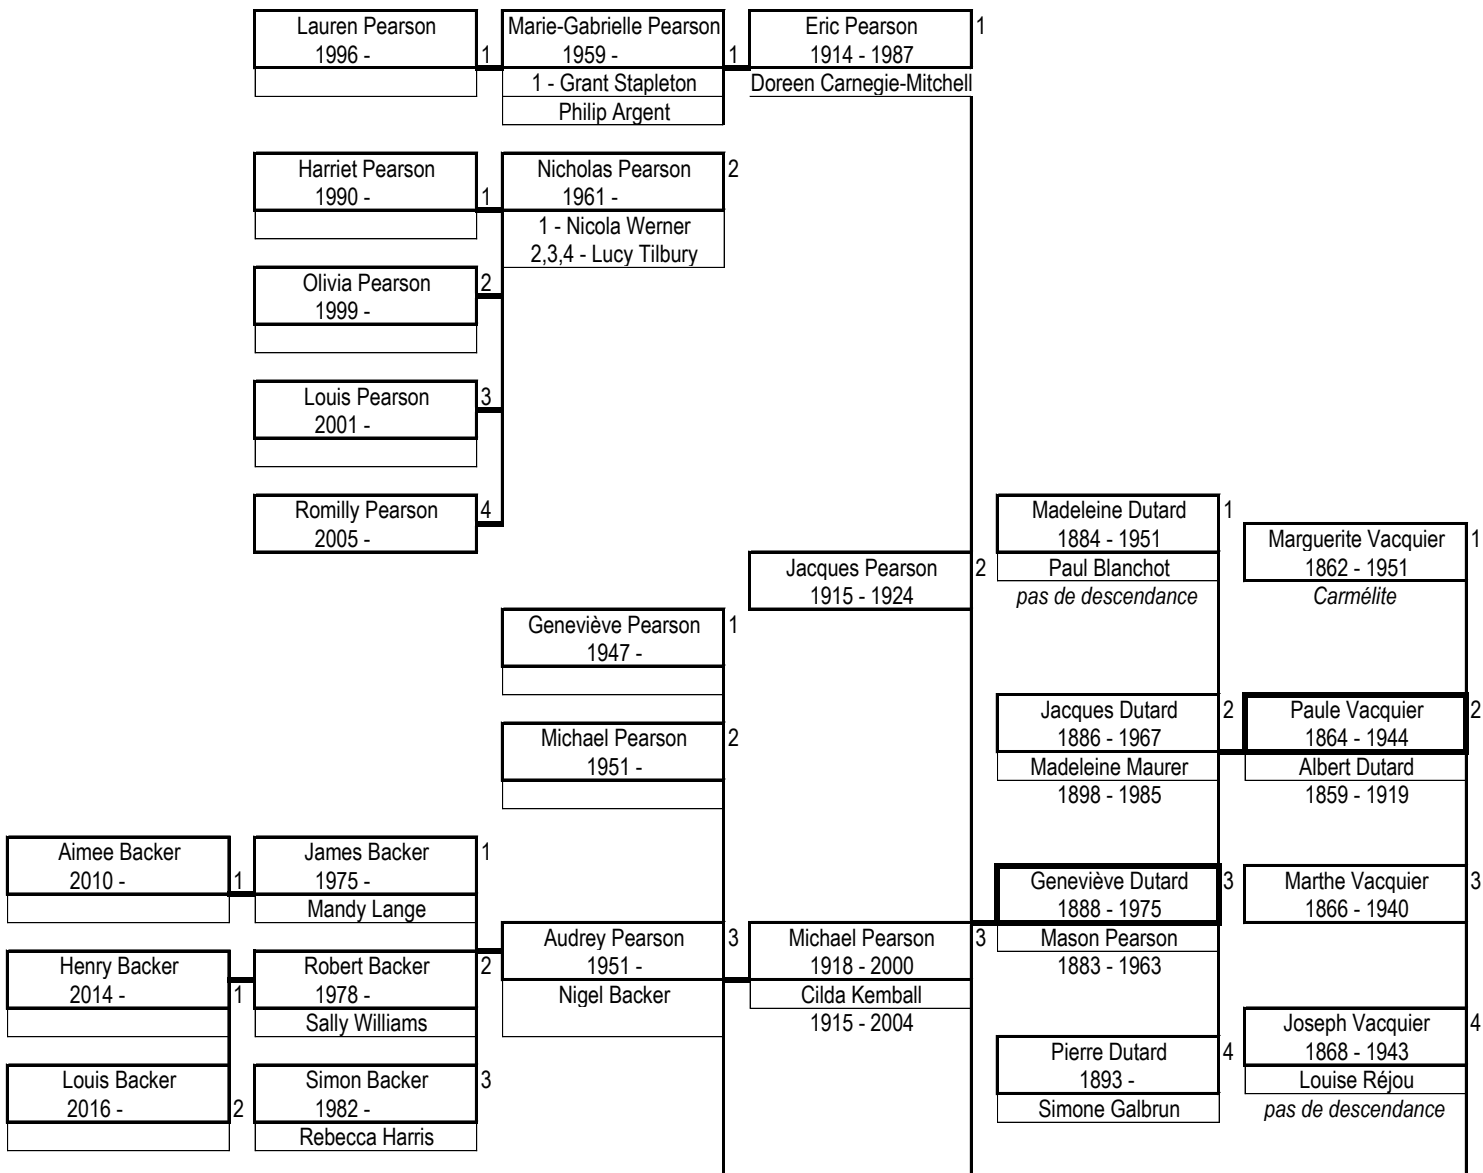 Lauren Pearson
1996 -
1
Marie-Gabrielle Pearson
1959 -
1
1 - Grant Stapleton
Philip Argent
Eric Pearson
1914 - 1987
1
Doreen Carnegie-Mitchell
Harriet Pearson
1990 -
1
Nicholas Pearson
1961 -
2
1 - Nicola Werner
2,3,4 - Lucy Tilbury
Olivia Pearson
1999 -
2
Louis Pearson
2001 -
3
Romilly Pearson
2005 -
4
Madeleine Dutard
1884 - 1951
1
Paul Blanchot
pas de descendance
Marguerite Vacquier
1862 - 1951
1
Carmélite
Jacques Pearson
1915 - 1924
2
Geneviève Pearson
1947 -
1
Michael Pearson
1951 -
2
Jacques Dutard
1886 - 1967
2
Madeleine Maurer
1898 - 1985
Paule Vacquier
1864 - 1944
2
Albert Dutard
1859 - 1919
Aimee Backer
2010 -
1
James Backer
1975 -
1
Mandy Lange
Geneviève Dutard
1888 - 1975
3
Mason Pearson
1883 - 1963
Marthe Vacquier
1866 - 1940
3
Henry Backer
2014 -
1
Robert Backer
1978 -
2
Sally Williams
Audrey Pearson
1951 -
3
Nigel Backer
Michael Pearson
1918 - 2000
3
Cilda Kemball
1915 - 2004
Louis Backer
2016 -
2
Simon Backer
1982 -
3
Rebecca Harris
Pierre Dutard
1893 -
4
Simone Galbrun
Joseph Vacquier
1868 - 1943
4
Louise Réjou
pas de descendance